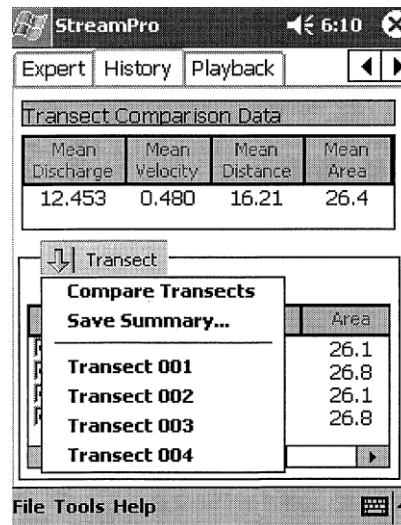 StreamPro 6:10
Expert History Playback
Transect Comparison Data
Mean Mean Mean Mean
Discharge Velocity Distance Area
12.453 0.480 16.21 26.4
Transect
Compare Transects
Save Summary...
Area
Transect 001
26.1
26.8
Transect 002
26.1
Transect 003
26.8
Transect 004
File Tools Help